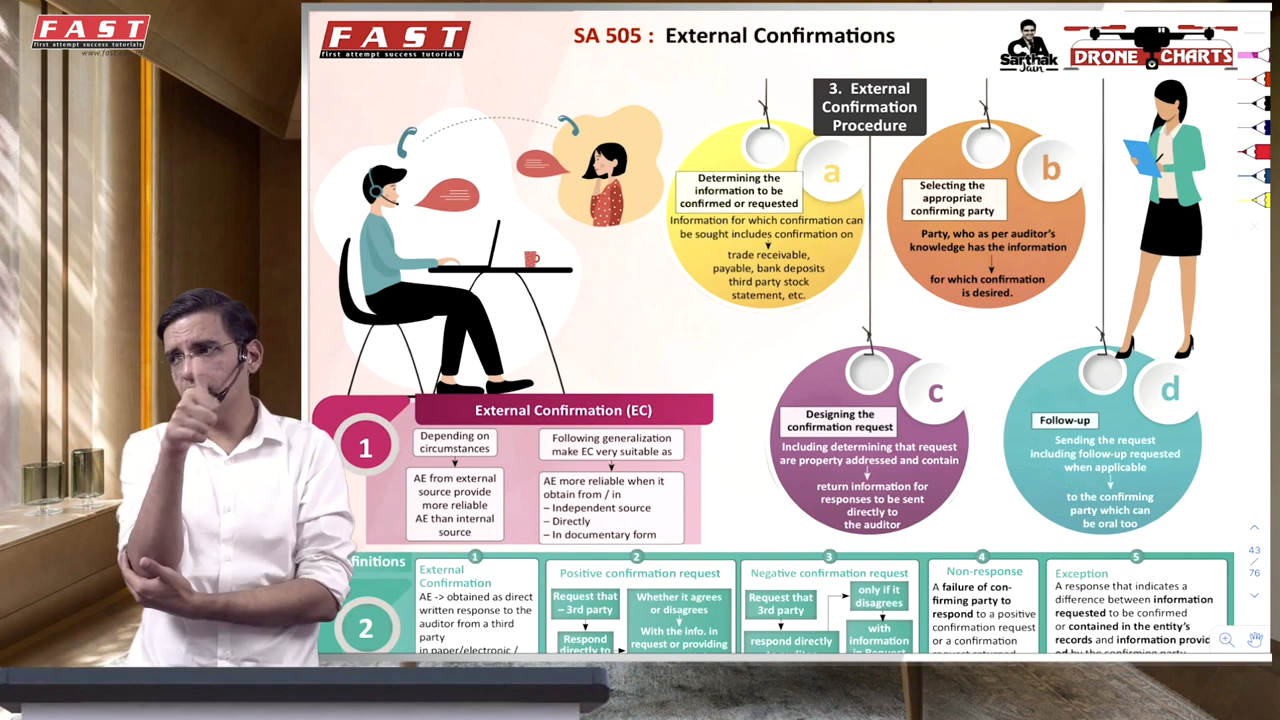 FAST
first attempt success tutorials
FAST
first attempt success tutorials
SA 505 : External Confirmations
CA
Sarthak
Jain
DRONE CHARTS
3. External
Confirmation
Procedure
a
Determining the
information to be
confirmed or requested
Information for which confirmation can
be sought includes confirmation on
trade receivable,
payable, bank deposits
third party stock
statement, etc.
b
Selecting the
appropriate
confirming party
Party, who as per auditor's
knowledge has the information
for which confirmation
is desired.
c
Designing the
confirmation request
Including determining that request
are property addressed and contain
return information for
responses to be sent
directly to
the auditor
d
Follow-up
Sending the request
including follow-up requested
when applicable
to the confirming
party which can
be oral too
1
External Confirmation (EC)
Depending on
circumstances
AE from external
source provide
more reliable
AE than internal
source
Following generalization
make EC very suitable as
AE more reliable when it
obtain from / in
– Independent source
– Directly
– In documentary form
finitions
2
1
External
Confirmation
AE -> obtained as direct
written response to the
auditor from a third
party
in paper/electronic /
2
Positive confirmation request
Request that
– 3rd party
Respond
directly to
Whether it agrees
or disagrees
With the info. in
request or providing
3
Negative confirmation request
Request that
3rd party
respond directly
only if it
disagrees
with
information
in Request
4
Non-response
A failure of con-
firming party to
respond to a positive
confirmation request
or a confirmation
5
Exception
A response that indicates a
difference between information
requested to be confirmed
or contained in the entity's
records and information provid
ed by the confirming party
43
/
76